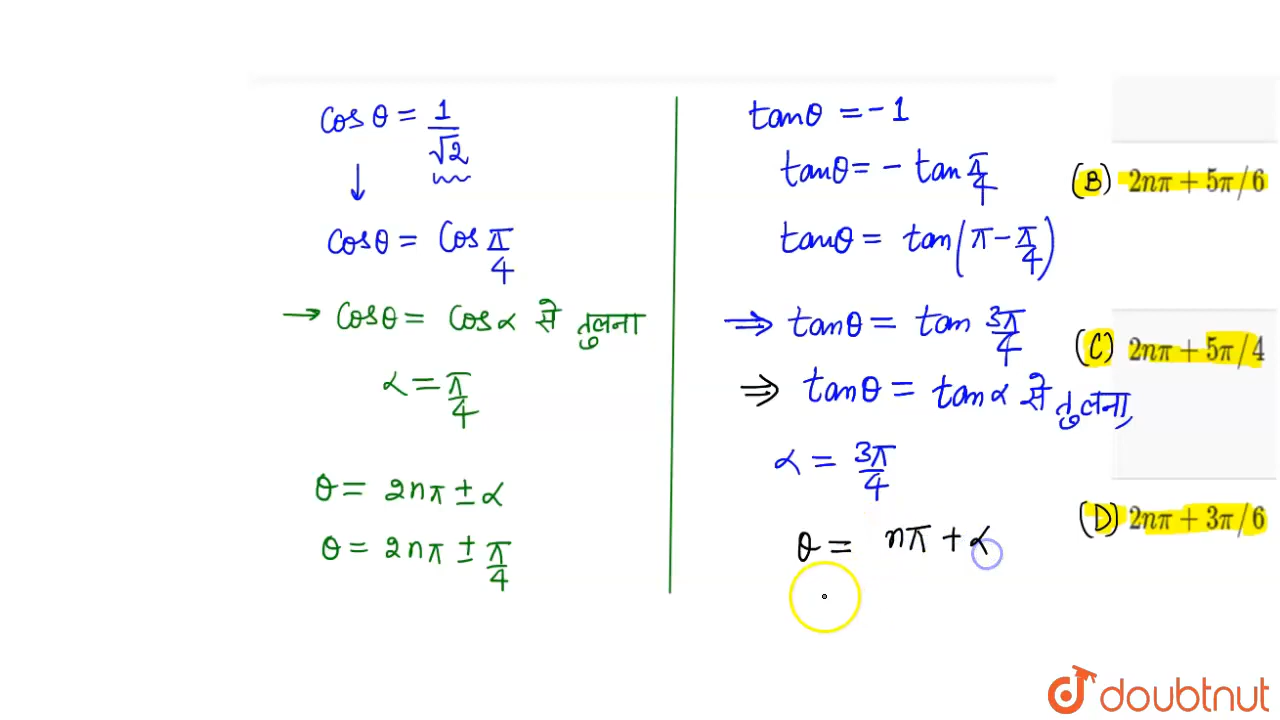 cos θ = 1/√2
↓
cos θ = cos π/4
→ cos θ = cos α से तुलना
α = π/4
θ = 2nπ ± α
θ = 2nπ ± π/4
tan θ = -1
tan θ = - tan π/4
tan θ = tan(π - π/4)
⇒ tan θ = tan 3π/4
⇒ tan θ = tan α से तुलना,
α = 3π/4
θ = nπ + α
(B) 2nπ + 5π/6
(C) 2nπ + 5π/4
(D) 2nπ + 3π/6
doubtnut